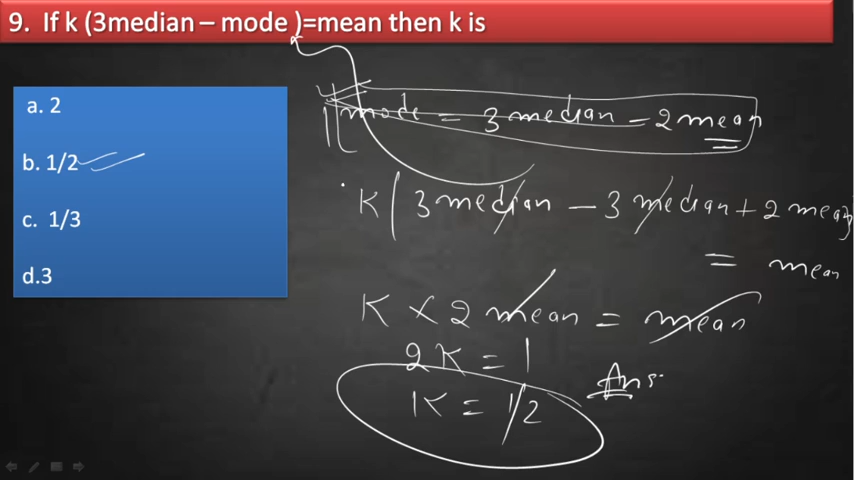 9. If k (3median – mode )=mean then k is
a. 2
b. 1/2
c. 1/3
d.3
mode = 3 median - 2 mean
K ( 3 median - 3 median + 2 mean)
= mean
K × 2 mean = mean
2K = 1
K = 1/2
Ans